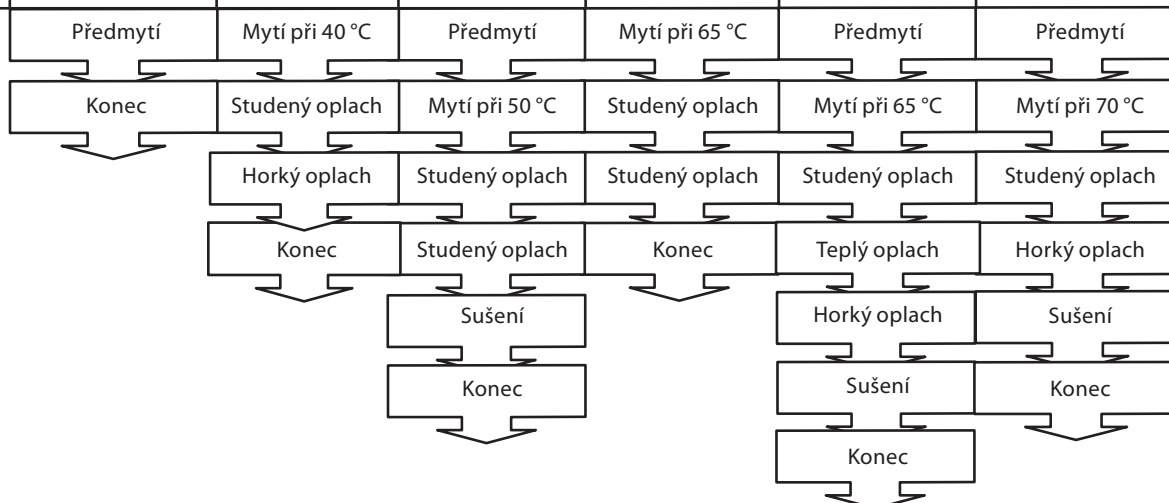 Předmytí Mytí při 40 °C Předmytí Mytí při 65 °C Předmytí Předmytí
Konec Studený oplach Mytí při 50 °C Studený oplach Mytí při 65 °C Mytí při 70 °C
Horký oplach Studený oplach Studený oplach Studený oplach Studený oplach
Konec Studený oplach Konec Teplý oplach Horký oplach
Sušení Horký oplach Sušení
Konec Sušení Konec
Konec